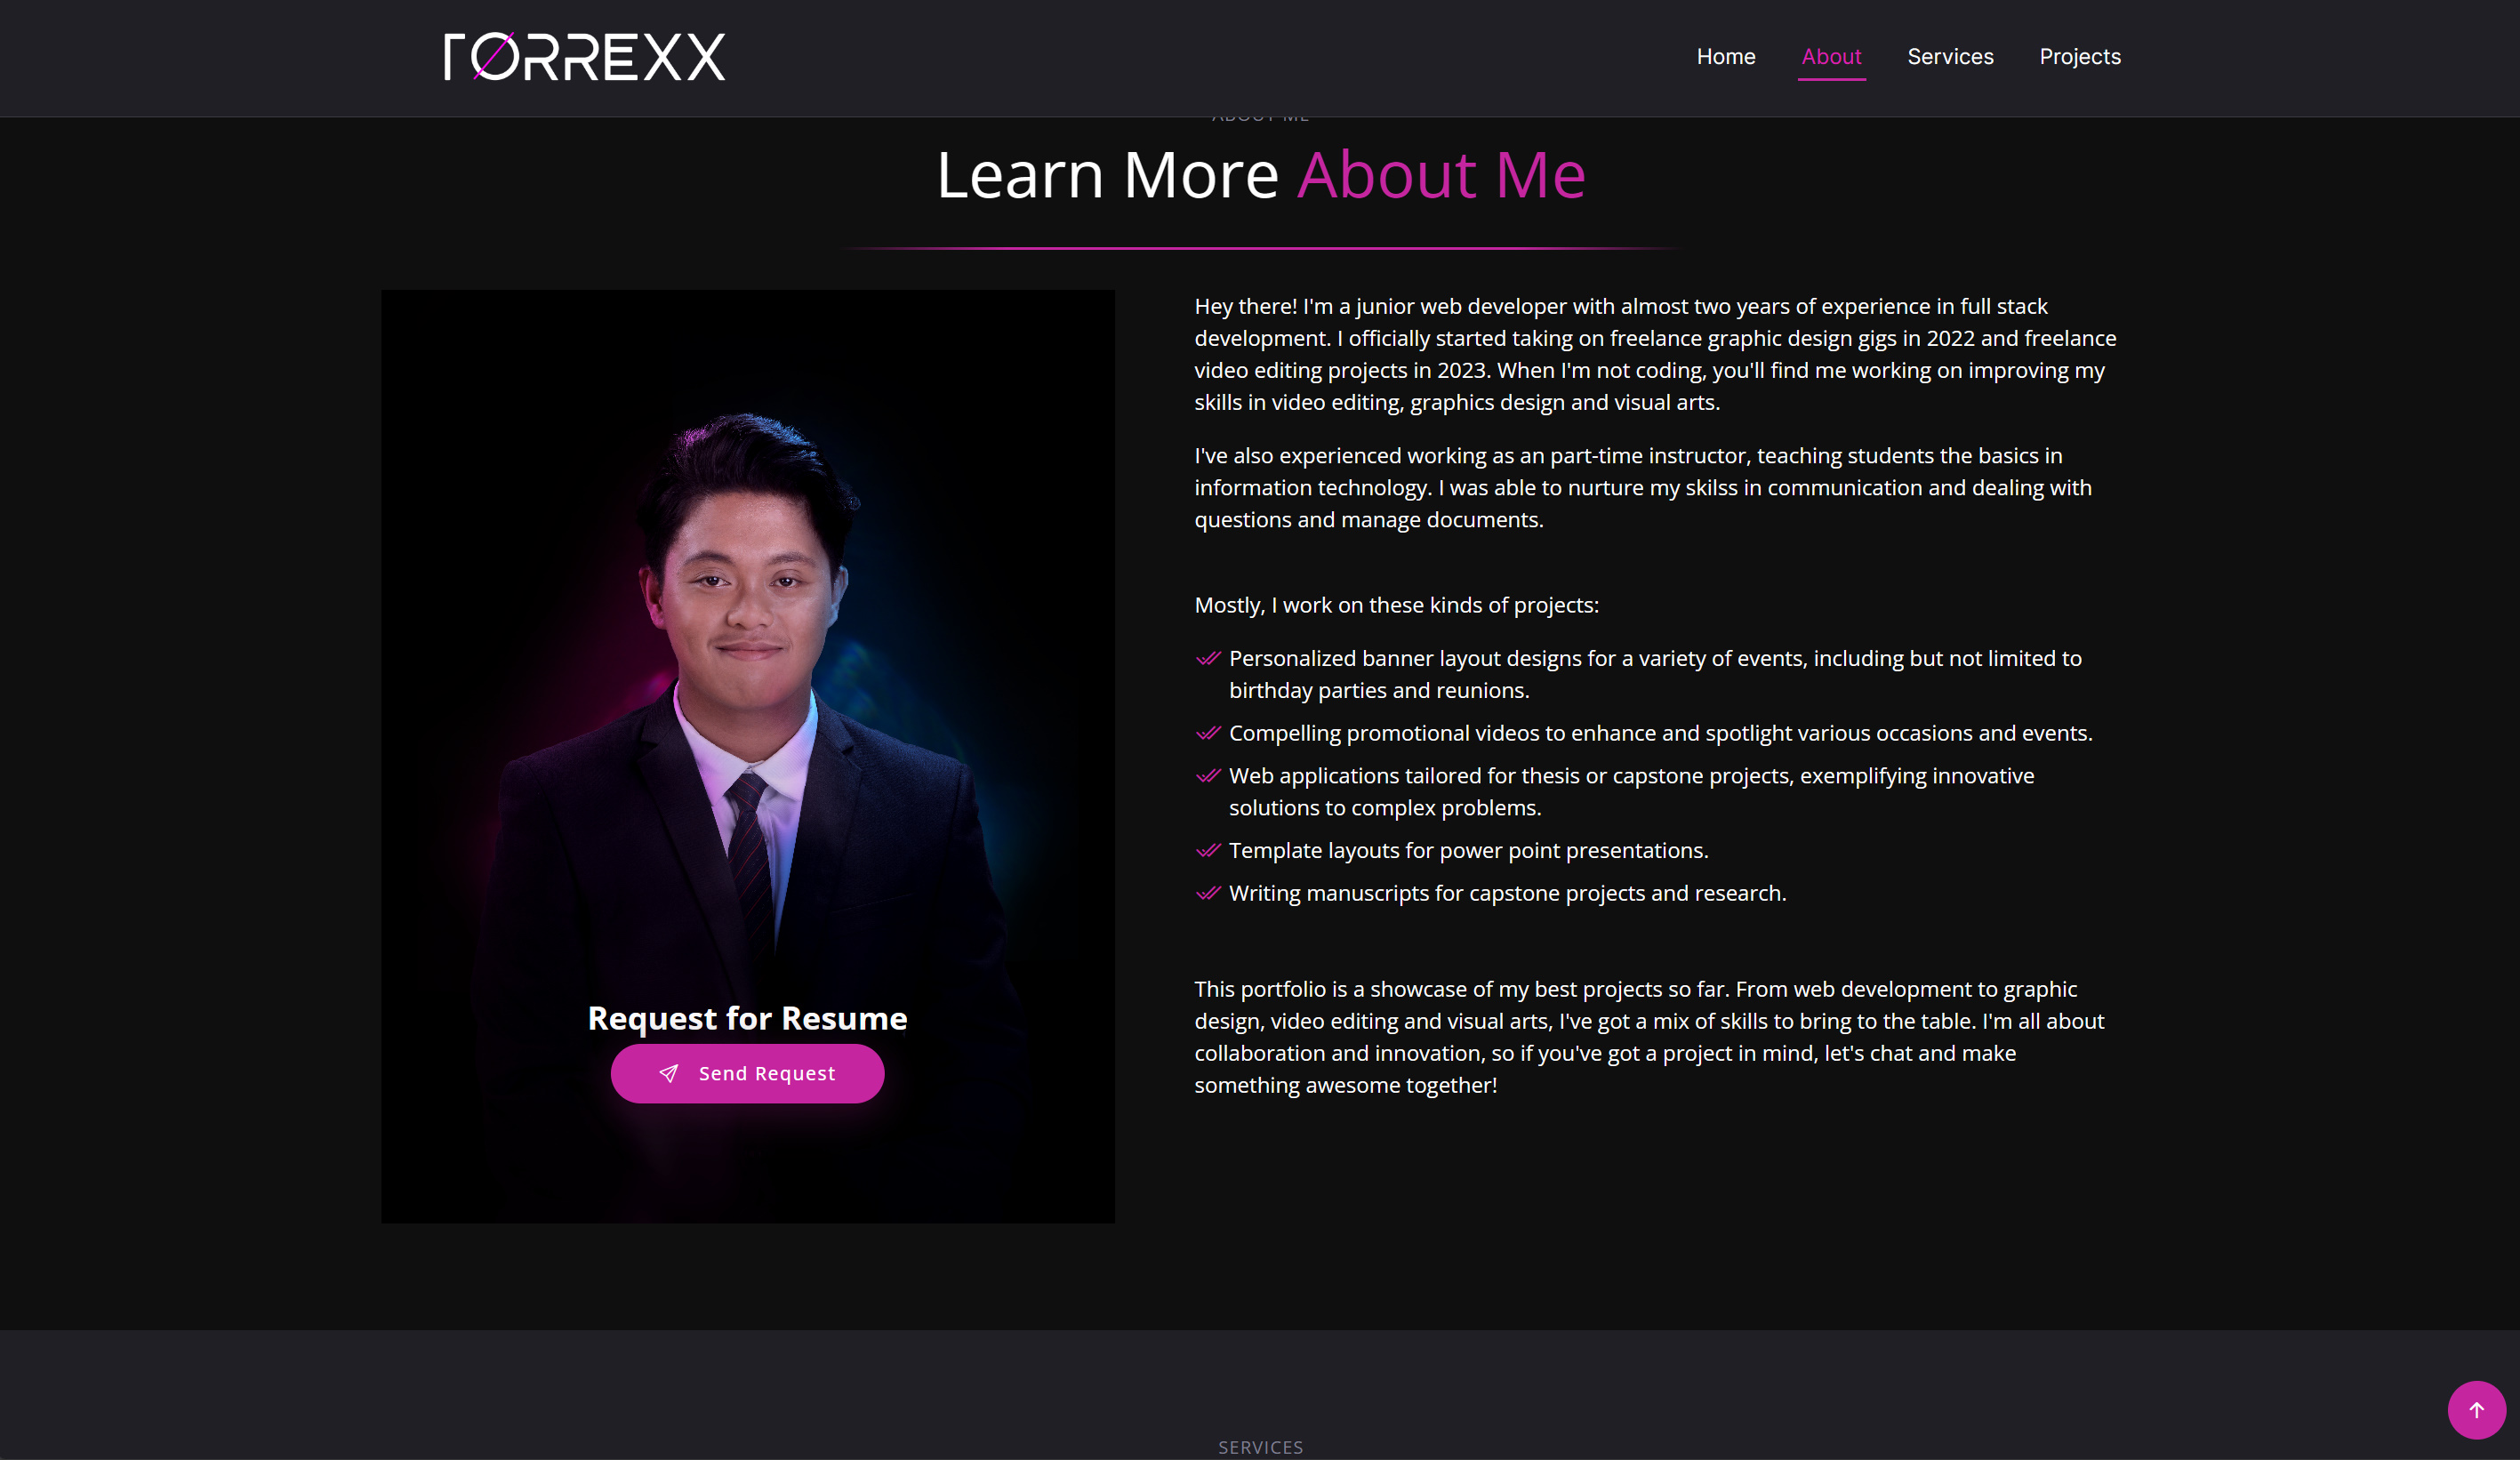 TORREXX
Home About Services Projects
ABOUT ME
Learn More About Me
Hey there! I'm a junior web developer with almost two years of experience in full stack
development. I officially started taking on freelance graphic design gigs in 2022 and freelance
video editing projects in 2023. When I'm not coding, you'll find me working on improving my
skills in video editing, graphics design and visual arts.
I've also experienced working as an part-time instructor, teaching students the basics in
information technology. I was able to nurture my skilss in communication and dealing with
questions and manage documents.
Mostly, I work on these kinds of projects:
Personalized banner layout designs for a variety of events, including but not limited to
birthday parties and reunions.
Compelling promotional videos to enhance and spotlight various occasions and events.
Web applications tailored for thesis or capstone projects, exemplifying innovative
solutions to complex problems.
Template layouts for power point presentations.
Writing manuscripts for capstone projects and research.
This portfolio is a showcase of my best projects so far. From web development to graphic
design, video editing and visual arts, I've got a mix of skills to bring to the table. I'm all about
collaboration and innovation, so if you've got a project in mind, let's chat and make
something awesome together!
Request for Resume
Send Request
SERVICES